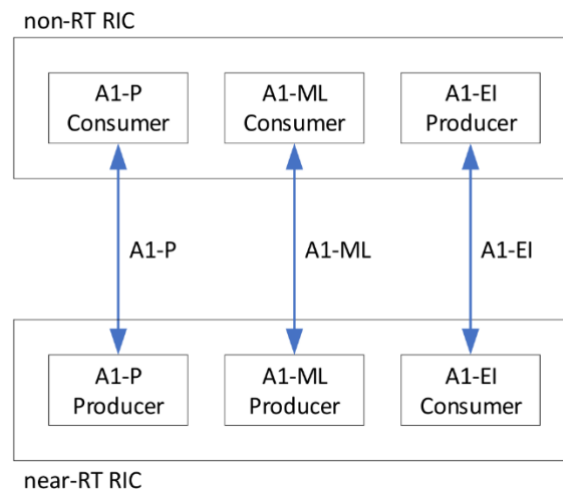 non-RT RIC
A1-P
Consumer
A1-ML
Consumer
A1-EI
Producer
A1-P
A1-ML
A1-EI
A1-P
Producer
A1-ML
Producer
A1-EI
Consumer
near-RT RIC